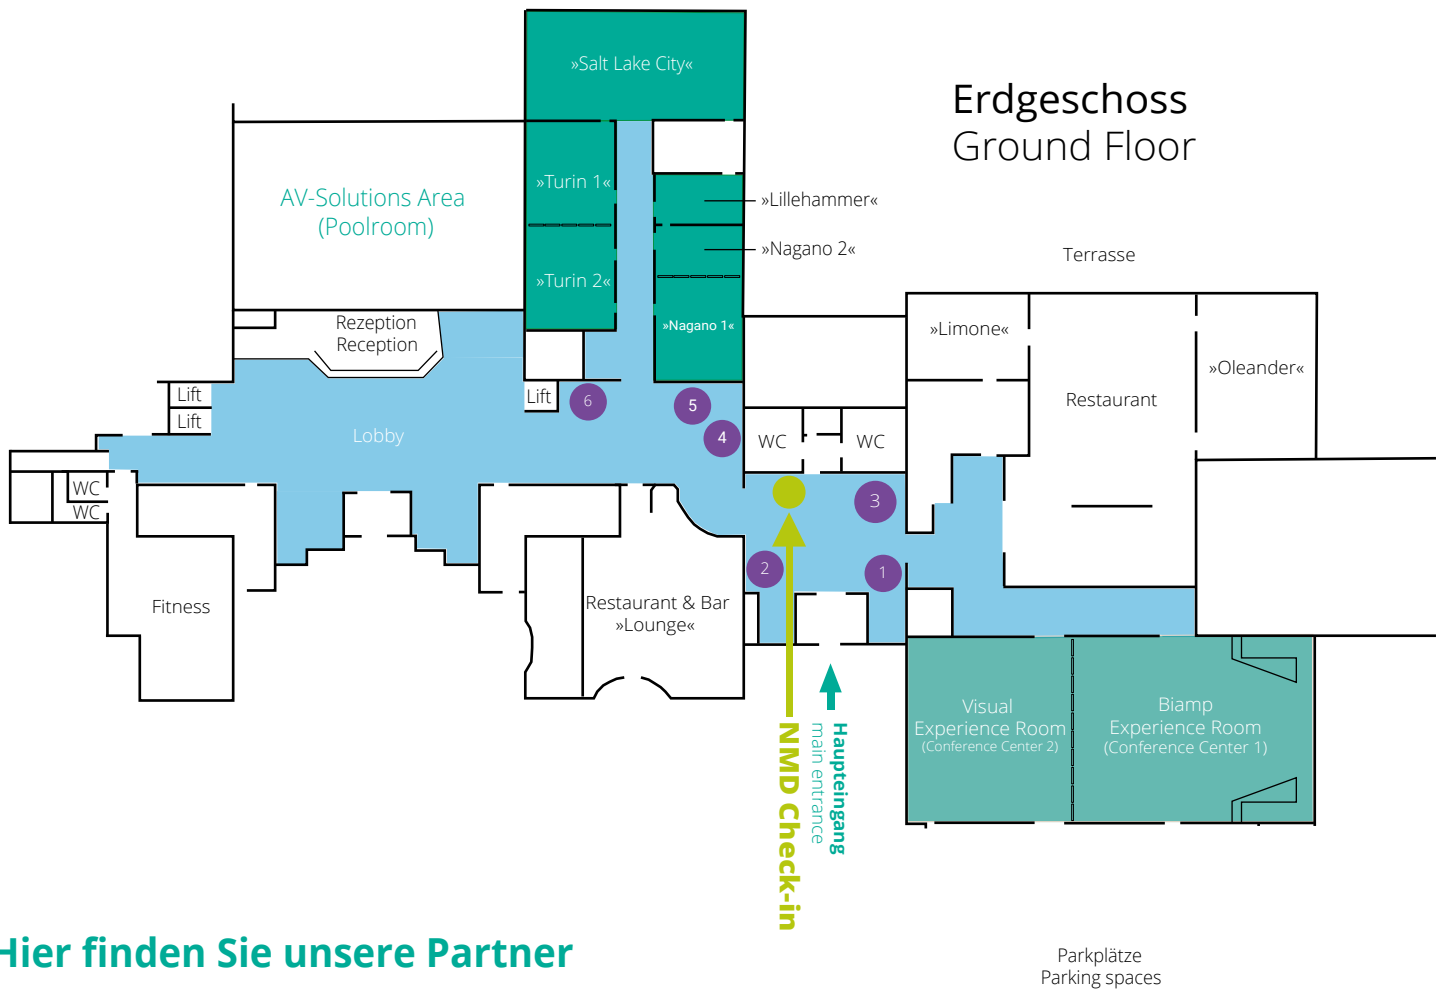 Erdgeschoss
Ground Floor
»Salt Lake City«
»Turin 1«
»Turin 2«
»Lillehammer«
»Nagano 2«
»Nagano 1«
AV-Solutions Area
(Poolroom)
Rezeption
Reception
Terrasse
»Limone«
»Oleander«
Restaurant
Lift
Lift
Lift
Lobby
6
5
4
WC
WC
3
2
1
WC
WC
Fitness
Restaurant & Bar
»Lounge«
Visual
Experience Room
(Conference Center 2)
Biamp
Experience Room
(Conference Center 1)
NMD Check-in
Haupteingang
main entrance
Hier finden Sie unsere Partner
Parkplätze
Parking spaces